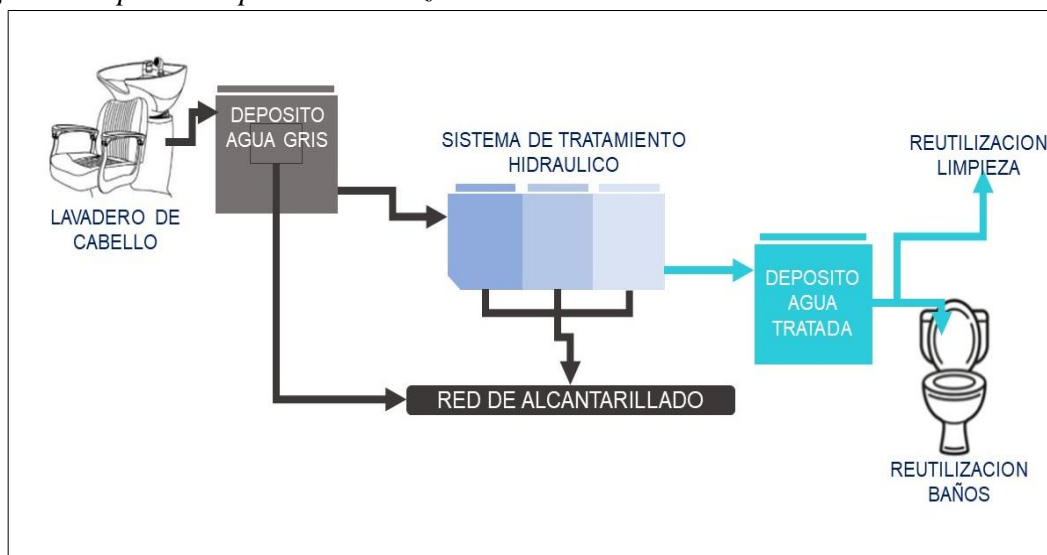 DEPOSITO
AGUA GRIS
LAVADERO DE
CABELLO
SISTEMA DE TRATAMIENTO
HIDRAULICO
REUTILIZACION
LIMPIEZA
DEPOSITO
AGUA
TRATADA
RED DE ALCANTARILLADO
REUTILIZACION
BAÑOS